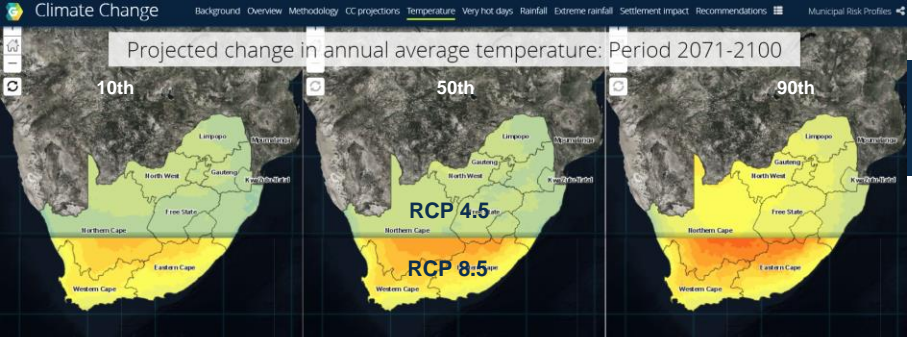 Climate Change
Background Overview Methodology CC projections Temperature Very hot days Rainfall Extreme rainfall Settlement impact Recommendations
Municipal Risk Profiles
Projected change in annual average temperature: Period 2071-2100
10th
50th
90th
Limpopo
Mpumalanga
Gauteng
North West
KwaZulu-Natal
Free State
Northern Cape
Eastern Cape
Western Cape
Limpopo
Mpumalanga
Gauteng
North West
KwaZulu-Natal
RCP 4.5
Free State
Northern Cape
RCP 8.5
Eastern Cape
Western Cape
Limpopo
Mpumalanga
Gauteng
North West
KwaZulu-Natal
Free State
Northern Cape
Eastern Cape
Western Cape